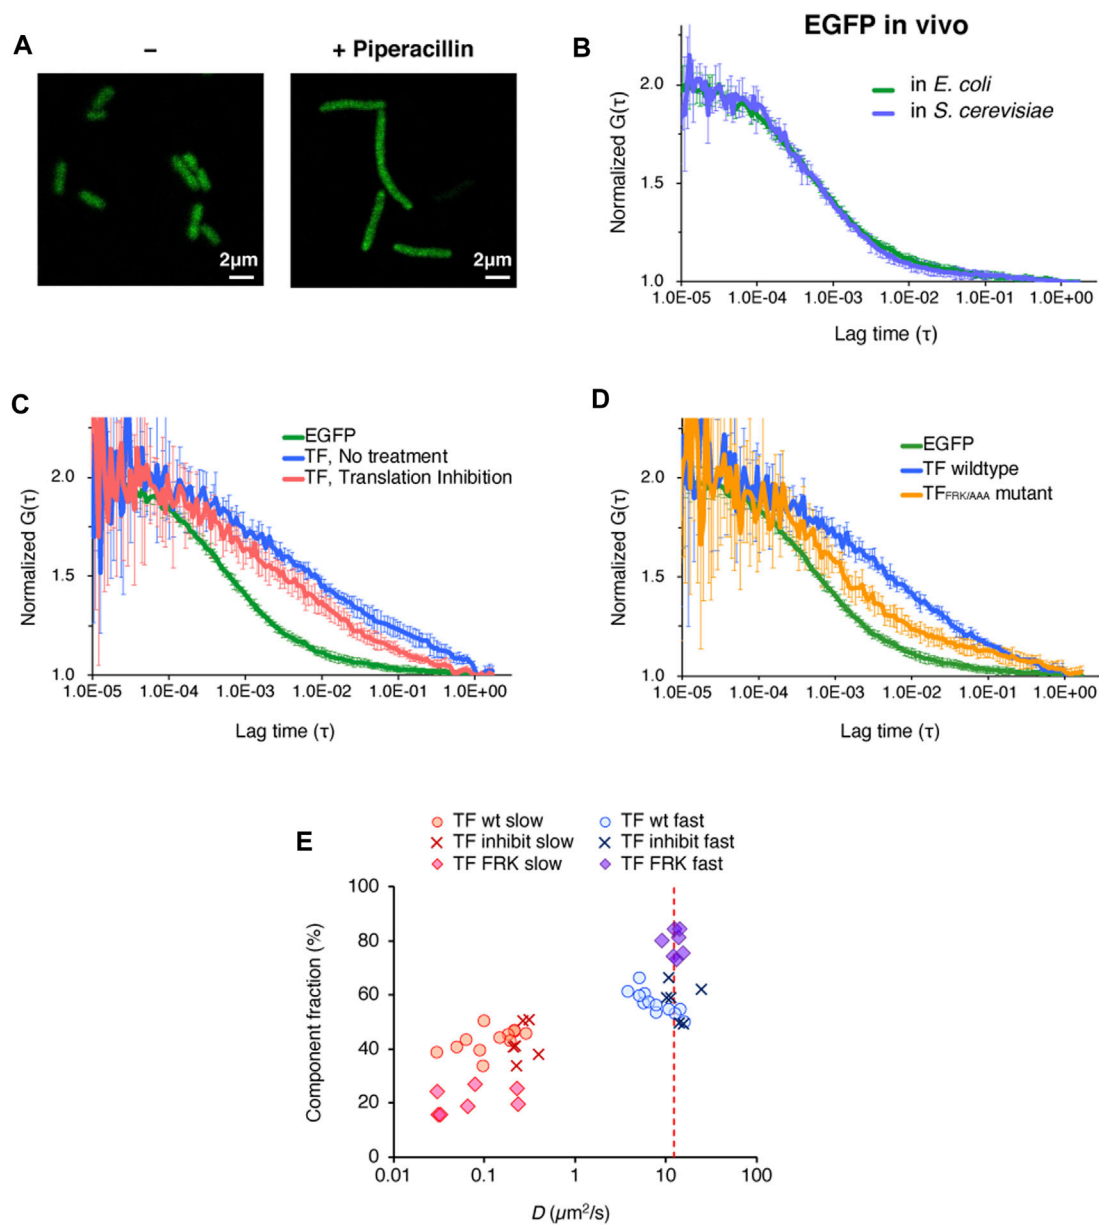 A
–
+ Piperacillin
2μm
2μm
B
EGFP in vivo
in E. coli
in S. cerevisiae
Normalized G(τ)
2.0
1.5
1.0
1.0E-05 1.0E-04 1.0E-03 1.0E-02 1.0E-01 1.0E+00
Lag time (τ)
C
EGFP
TF, No treatment
TF, Translation Inhibition
Normalized G(τ)
2.0
1.5
1.0
1.0E-05 1.0E-04 1.0E-03 1.0E-02 1.0E-01 1.0E+00
Lag time (τ)
D
EGFP
TF wildtype
TFFRK/AAA mutant
Normalized G(τ)
2.0
1.5
1.0
1.0E-05 1.0E-04 1.0E-03 1.0E-02 1.0E-01 1.0E+00
Lag time (τ)
E
TF wt slow TF wt fast
TF inhibit slow TF inhibit fast
TF FRK slow TF FRK fast
Component fraction (%)
100
80
60
40
20
0
0.01 0.1 1 10 100
D (μm²/s)